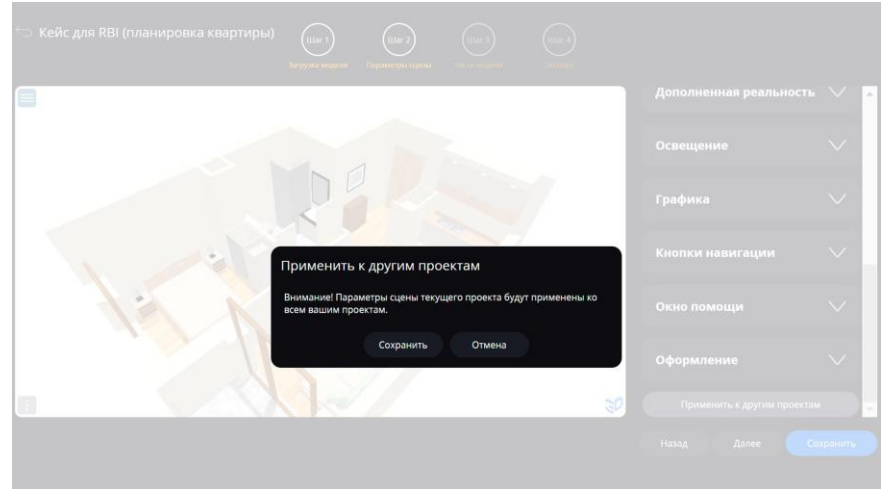 Кейс для RBI (планировка квартиры)
Шаг 1
Шаг 2
Шаг 3
Шаг 4
Загрузка модели
Параметры сцены
Дополненная реальность
Освещение
Графика
Кнопки навигации
Окно помощи
Оформление
Применить к другим проектам
Назад
Далее
Сохранить
Применить к другим проектам
Внимание! Параметры сцены текущего проекта будут применены ко
всем вашим проектам.
Сохранить
Отмена
3D